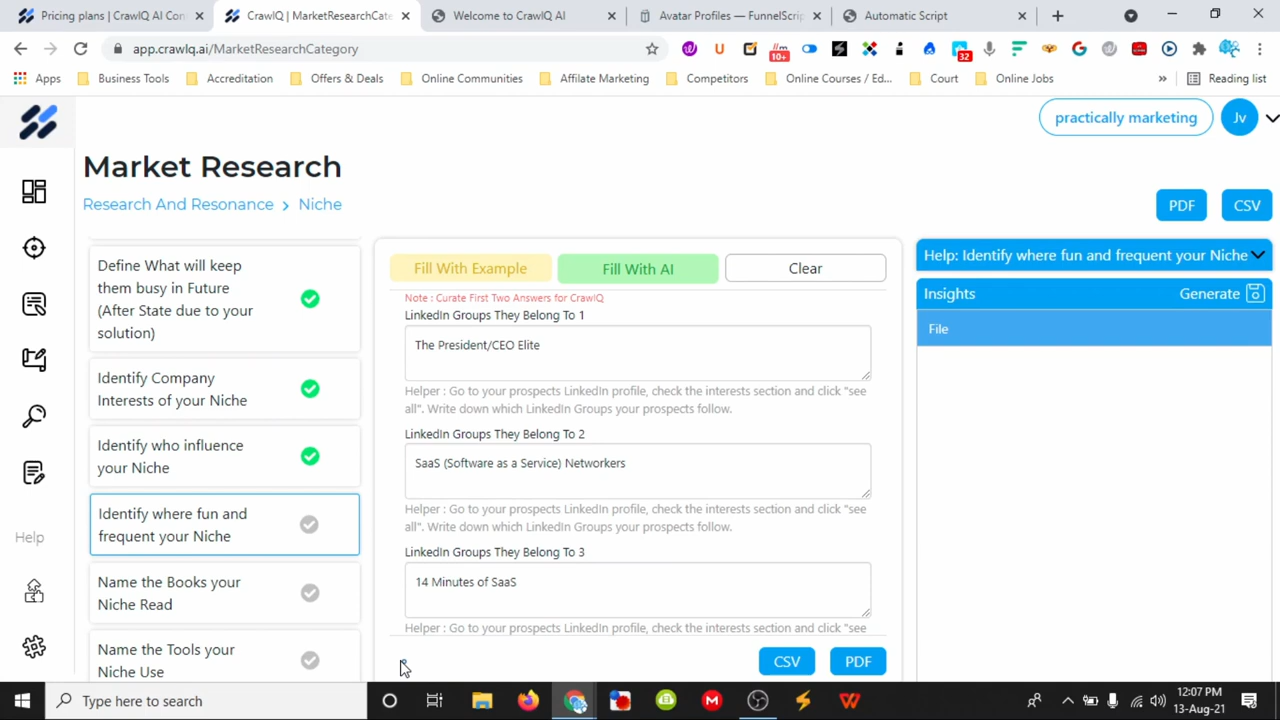 Pricing plans | CrawlQ AI Con
CrawlQ | MarketResearchCate
Welcome to CrawlQ AI
Avatar Profiles — FunnelScrip
Automatic Script
app.crawlq.ai/MarketResearchCategory
10+
32
Apps
Business Tools
Accreditation
Offers & Deals
Online Communities
Affilate Marketing
Competitors
Online Courses / Ed...
Court
Online Jobs
»
Reading list
practically marketing
Jv
Market Research
Research And Resonance > Niche
PDF
CSV
Define What will keep
them busy in Future
(After State due to your
solution)
Identify Company
Interests of your Niche
Identify who influence
your Niche
Identify where fun and
frequent your Niche
Name the Books your
Niche Read
Name the Tools your
Niche Use
Help
Fill With Example
Fill With AI
Clear
Note : Curate First Two Answers for CrawlQ
LinkedIn Groups They Belong To 1
The President/CEO Elite
Helper : Go to your prospects LinkedIn profile, check the interests section and click "see
all". Write down which LinkedIn Groups your prospects follow.
LinkedIn Groups They Belong To 2
SaaS (Software as a Service) Networkers
Helper : Go to your prospects LinkedIn profile, check the interests section and click "see
all". Write down which LinkedIn Groups your prospects follow.
LinkedIn Groups They Belong To 3
14 Minutes of SaaS
Helper : Go to your prospects LinkedIn profile, check the interests section and click "see
CSV
PDF
Help: Identify where fun and frequent your Niche
Insights
Generate
File
Type here to search
12:07 PM
13-Aug-21